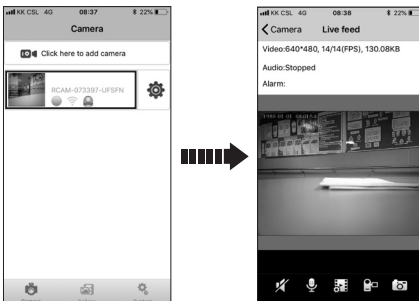 KK CSL 4G 08:37 22%
Camera
Click here to add camera
RCAM-073397-UFSFN
KK CSL 4G 08:38 22%
Camera Live feed
Video:640*480, 14/14(FPS), 130.08KB
Audio:Stopped
Alarm: